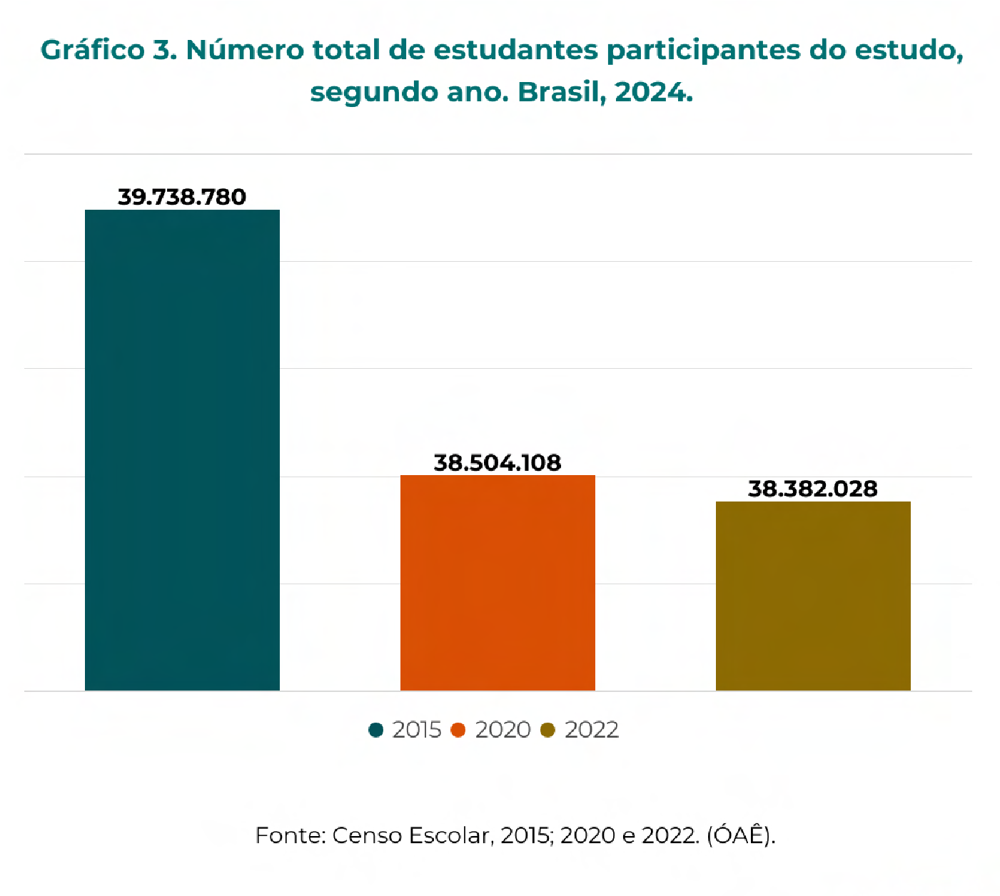 Gráfico 3. Número total de estudantes participantes do estudo,
segundo ano. Brasil, 2024.
39.738.780
38.504.108
38.382.028
2015 2020 2022
Fonte: Censo Escolar, 2015; 2020 e 2022. (ÓAÊ).